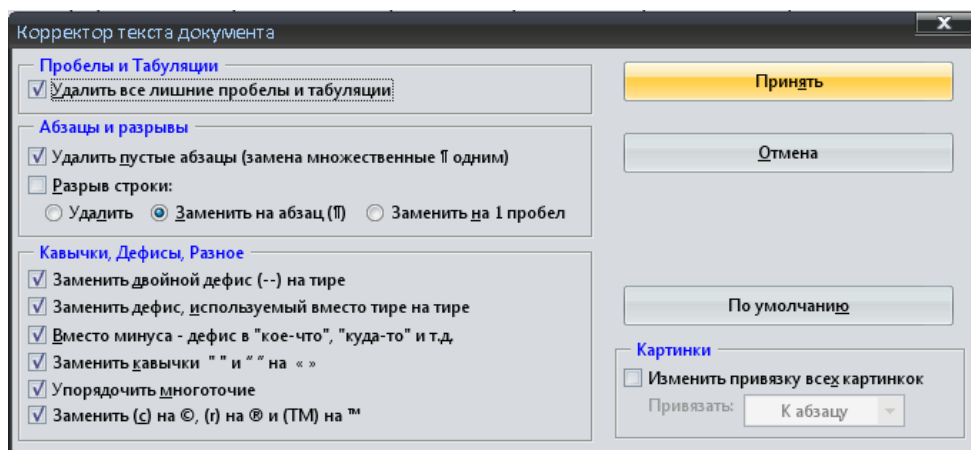 Корректор текста документа
Пробелы и Табуляции
Удалить все лишние пробелы и табуляции
Абзацы и разрывы
Удалить пустые абзацы (замена множественные ¶ одним)
Разрыв строки:
Удалить Заменить на абзац (¶) Заменить на 1 пробел
Кавычки, Дефисы, Разное
Заменить двойной дефис (--) на тире
Заменить дефис, используемый вместо тире на тире
Вместо минуса - дефис в "кое-что", "куда-то" и т.д.
Заменить кавычки " " и “ ” на « »
Упорядочить многоточие
Заменить (c) на ©, (r) на ® и (TM) на ™
Принять
Отмена
По умолчанию
Картинки
Изменить привязку всех картинкок
Привязать: К абзацу